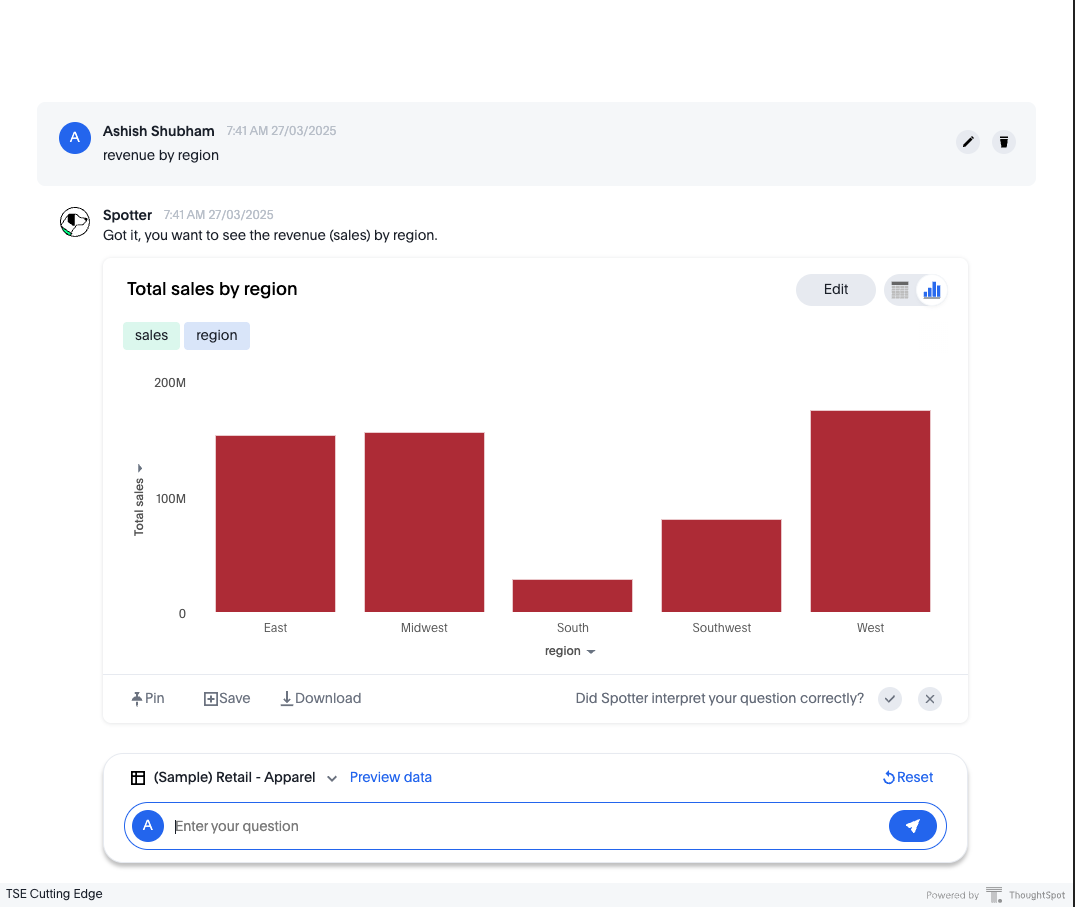 A
Ashish Shubham 7:41 AM 27/03/2025
revenue by region
Spotter 7:41 AM 27/03/2025
Got it, you want to see the revenue (sales) by region.
Total sales by region
Edit
sales region
200M
100M
0
Total sales
East Midwest South Southwest West
region
Pin Save Download Did Spotter interpret your question correctly?
(Sample) Retail - Apparel Preview data Reset
A Enter your question
TSE Cutting Edge Powered by ThoughtSpot